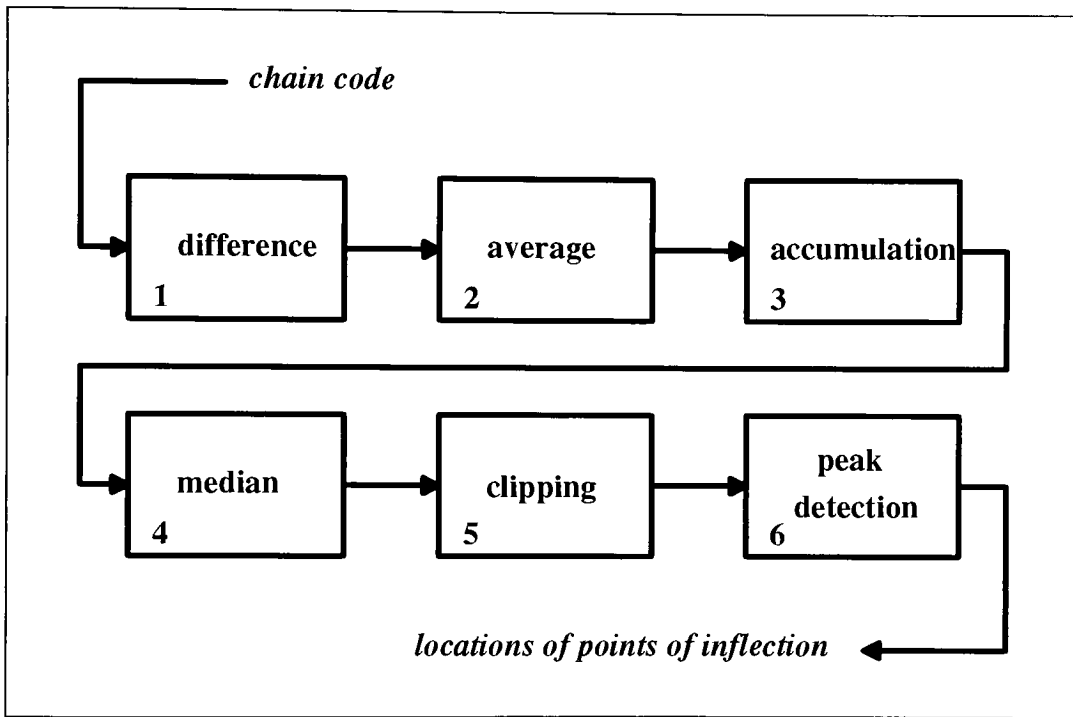 chain code
difference
1
average
2
accumulation
3
median
4
clipping
5
peak
detection
6
locations of points of inflection